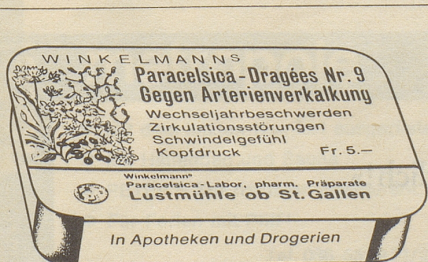 WINKELMANNS
Paracelsica-Dragées Nr. 9
Gegen Arterienverkalkung
Wechseljahrbeschwerden
Zirkulationsstörungen
Schwindelgefühl
Kopfdruck Fr. 5.–
Winkelmanns
Paracelsica-Labor, pharm. Präparate
Lustmühle ob St. Gallen
In Apotheken und Drogerien